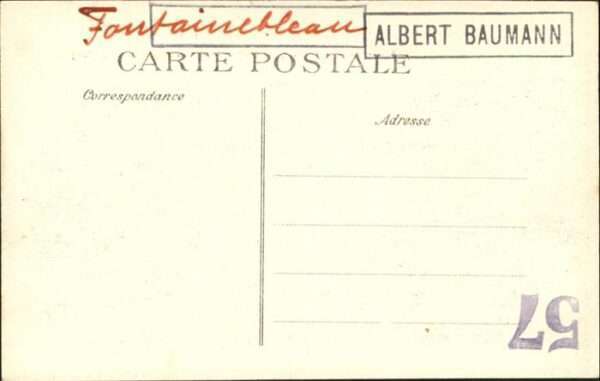 Fontainebleau
ALBERT BAUMANN
CARTE POSTALE
Correspondance
Adresse
57